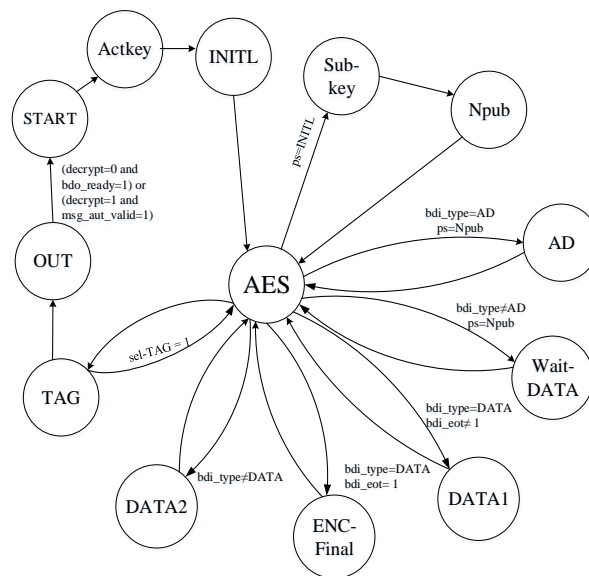 Actkey
INITL
Sub-
key
Npub
START
ps=INITL
(decrypt=0 and
bdo_ready=1) or
(decrypt=1 and
msg_aut_valid=1)
bdi_type=AD
ps=Npub
AD
OUT
AES
bdi_type≠AD
ps=Npub
sel-TAG = 1
Wait-
DATA
TAG
bdi_type=DATA
bdi_eot≠ 1
bdi_type≠DATA
bdi_type=DATA
bdi_eot= 1
DATA2
ENC-
Final
DATA1